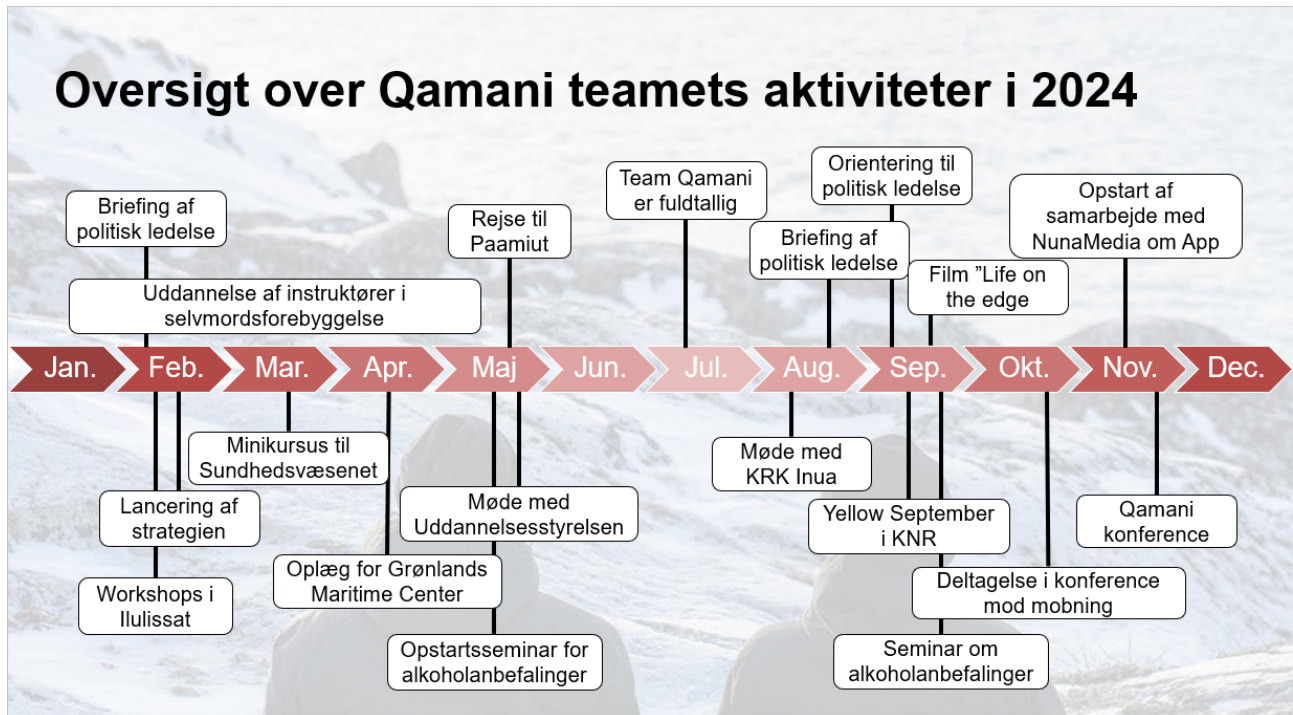 Oversigt over Qamani teamets aktiviteter i 2024
Briefing af
politisk ledelse
Uddannelse af instruktører i
selvmordsforebyggelse
Rejse til
Paamiut
Team Qamani
er fuldtallig
Briefing af
politisk ledelse
Orientering til
politisk ledelse
Film ”Life on
the edge
Opstart af
samarbejde med
NunaMedia om App
Jan.
Feb.
Mar.
Apr.
Maj
Jun.
Jul.
Aug.
Sep.
Okt.
Nov.
Dec.
Minikursus til
Sundhedsvæsenet
Lancering af
strategien
Workshops i
Ilulissat
Oplæg for Grønlands
Maritime Center
Møde med
Uddannelsesstyrelsen
Opstartsseminar for
alkoholanbefalinger
Møde med
KRK Inua
Yellow September
i KNR
Deltagelse i konference
mod mobning
Seminar om
alkoholanbefalinger
Qamani
konference